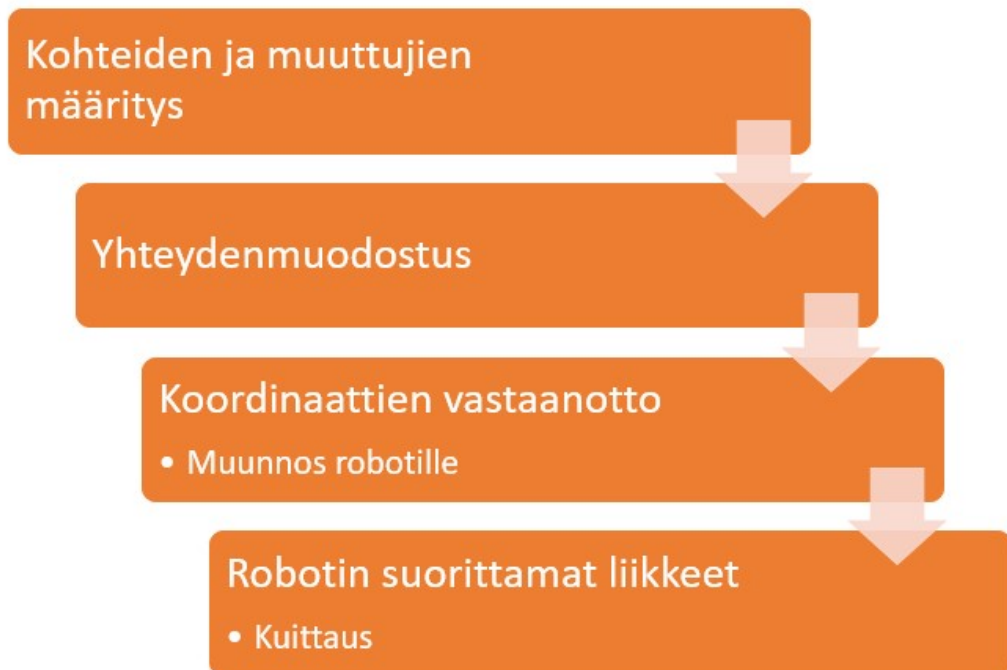 Kohteiden ja muuttujien
määritys
Yhteydenmuodostus
Koordinaattien vastaanotto
• Muunnos robotille
Robotin suorittamat liikkeet
• Kuittaus